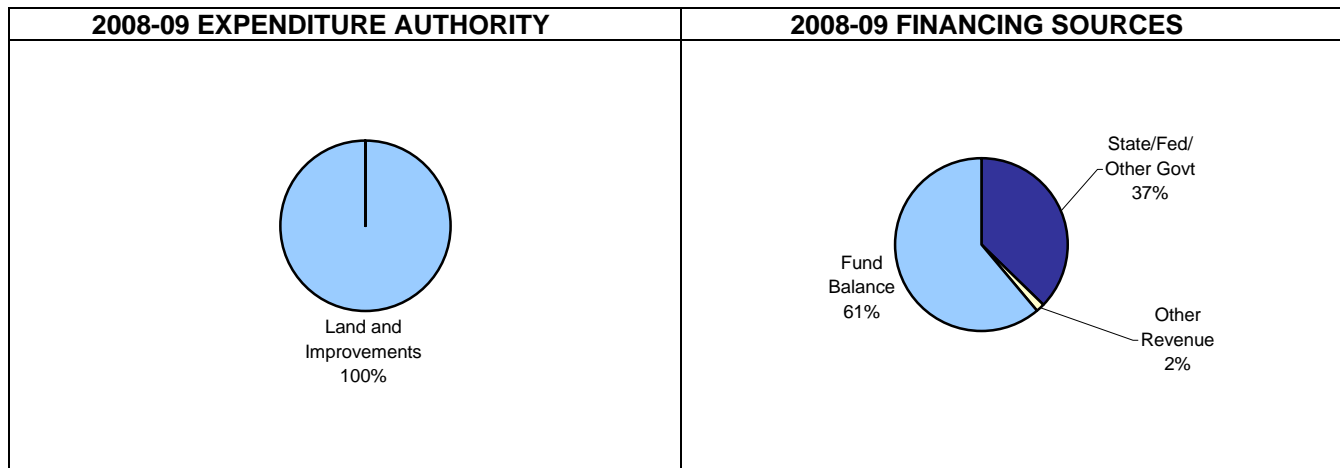 2008-09 EXPENDITURE AUTHORITY
Land and
Improvements
100%
2008-09 FINANCING SOURCES
State/Fed/
Other Govt
37%
Fund
Balance
61%
Other
Revenue
2%